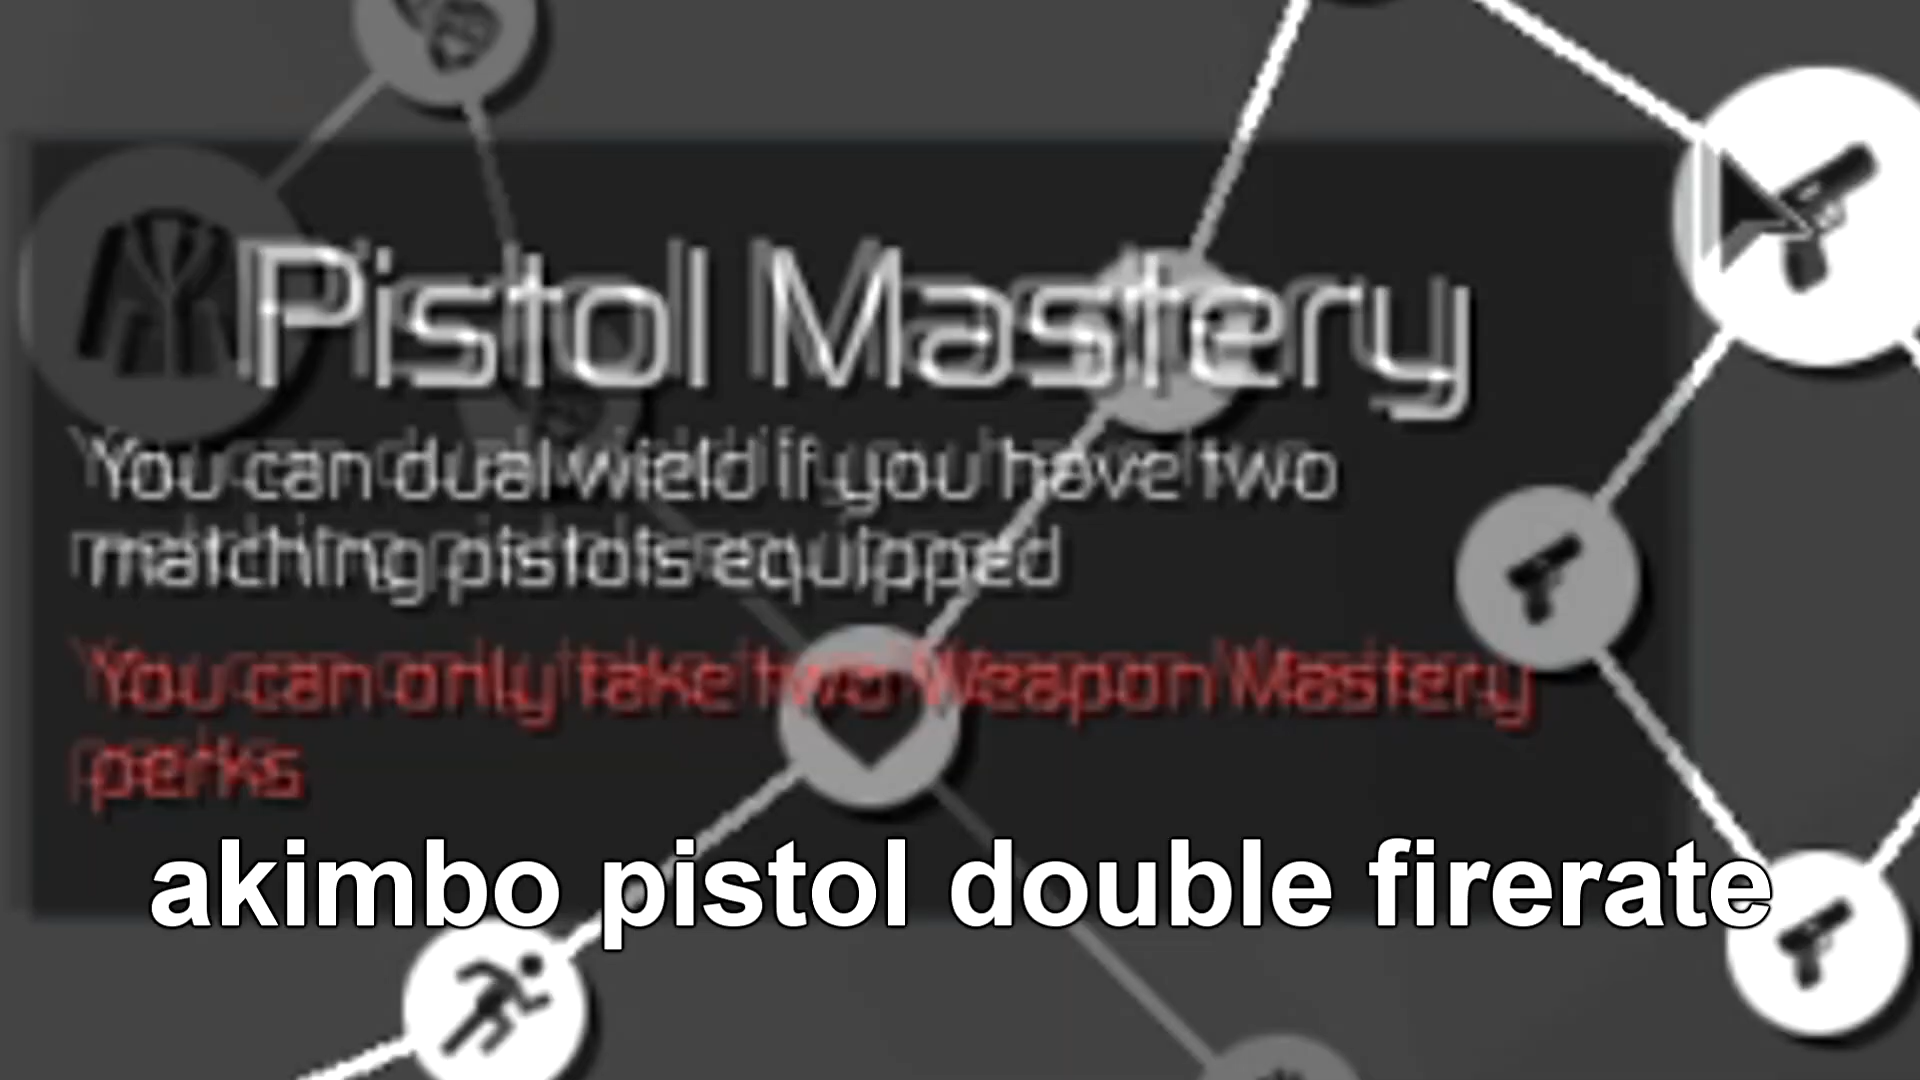 Pistol Mastery
You can dual wield if you have two
matching pistols equipped
You can only take two Weapon Mastery
perks
akimbo pistol double firerate